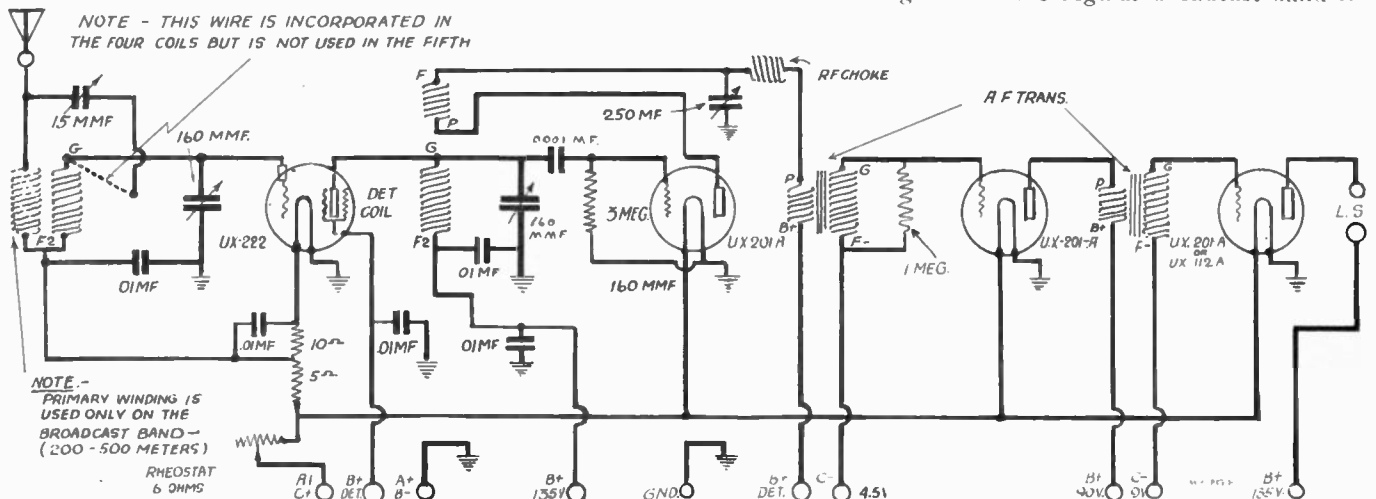 NOTE - THIS WIRE IS INCORPORATED IN
THE FOUR COILS BUT IS NOT USED IN THE FIFTH
15 MMF
160 MMF.
G
F2
.01MF
UX-222
DET
COIL
.01MF
10Ω
5Ω
.01MF
NOTE.-
PRIMARY WINDING IS
USED ONLY ON THE
BROADCAST BAND-
(200-500 METERS)
RHEOSTAT
6 OHMS
F
P
G
F2
.01MF
01MF
160
MMF
.0001 MF.
3 MEG.
UX201A
160 MMF
250 MF
RF CHOKE
A F TRANS.
P
B+
G
F-
1 MEG.
UX-201-A
P
B+
G
F-
UX.201A
OR
UX 112A
L.S
C+
B+
DET.
A+
B-
B+
135V
GND.
B+
DET.
C-
4.5V
B+
90V.
C-
9V
B+